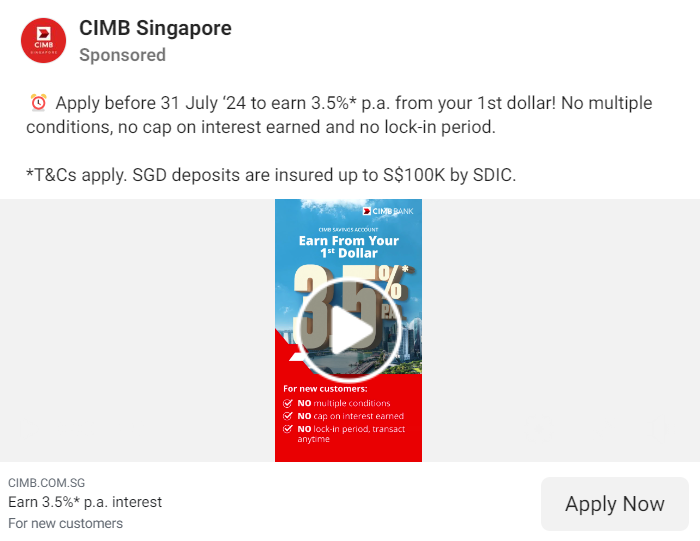 CIMB
SINGAPORE
CIMB Singapore
Sponsored
⏰ Apply before 31 July ‘24 to earn 3.5%* p.a. from your 1st dollar! No multiple
conditions, no cap on interest earned and no lock-in period.
*T&Cs apply. SGD deposits are insured up to S$100K by SDIC.
CIMB BANK
CIMB SAVINGS ACCOUNT
Earn From Your
1st Dollar
3.5%*
P.A.
For new customers:
NO multiple conditions
NO cap on interest earned
NO lock-in period, transact
anytime
CIMB.COM.SG
Earn 3.5%* p.a. interest
For new customers
Apply Now